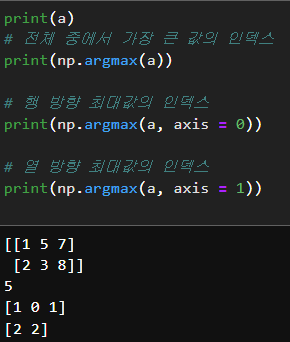 print(a)
# 전체 중에서 가장 큰 값의 인덱스
print(np.argmax(a))
# 행 방향 최대값의 인덱스
print(np.argmax(a, axis = 0))
# 열 방향 최대값의 인덱스
print(np.argmax(a, axis = 1))
[[1 5 7]
 [2 3 8]]
5
[1 0 1]
[2 2]